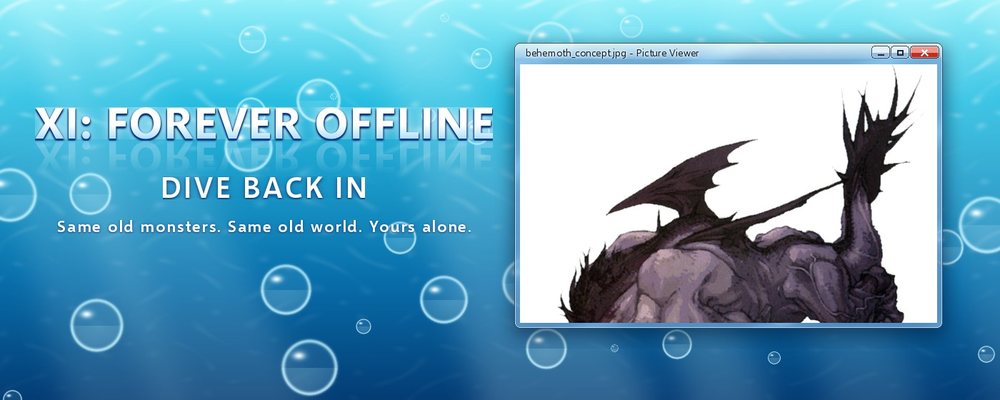 XI: FOREVER OFFLINE
DIVE BACK IN
Same old monsters. Same old world. Yours alone.
behemoth_concept.jpg - Picture Viewer